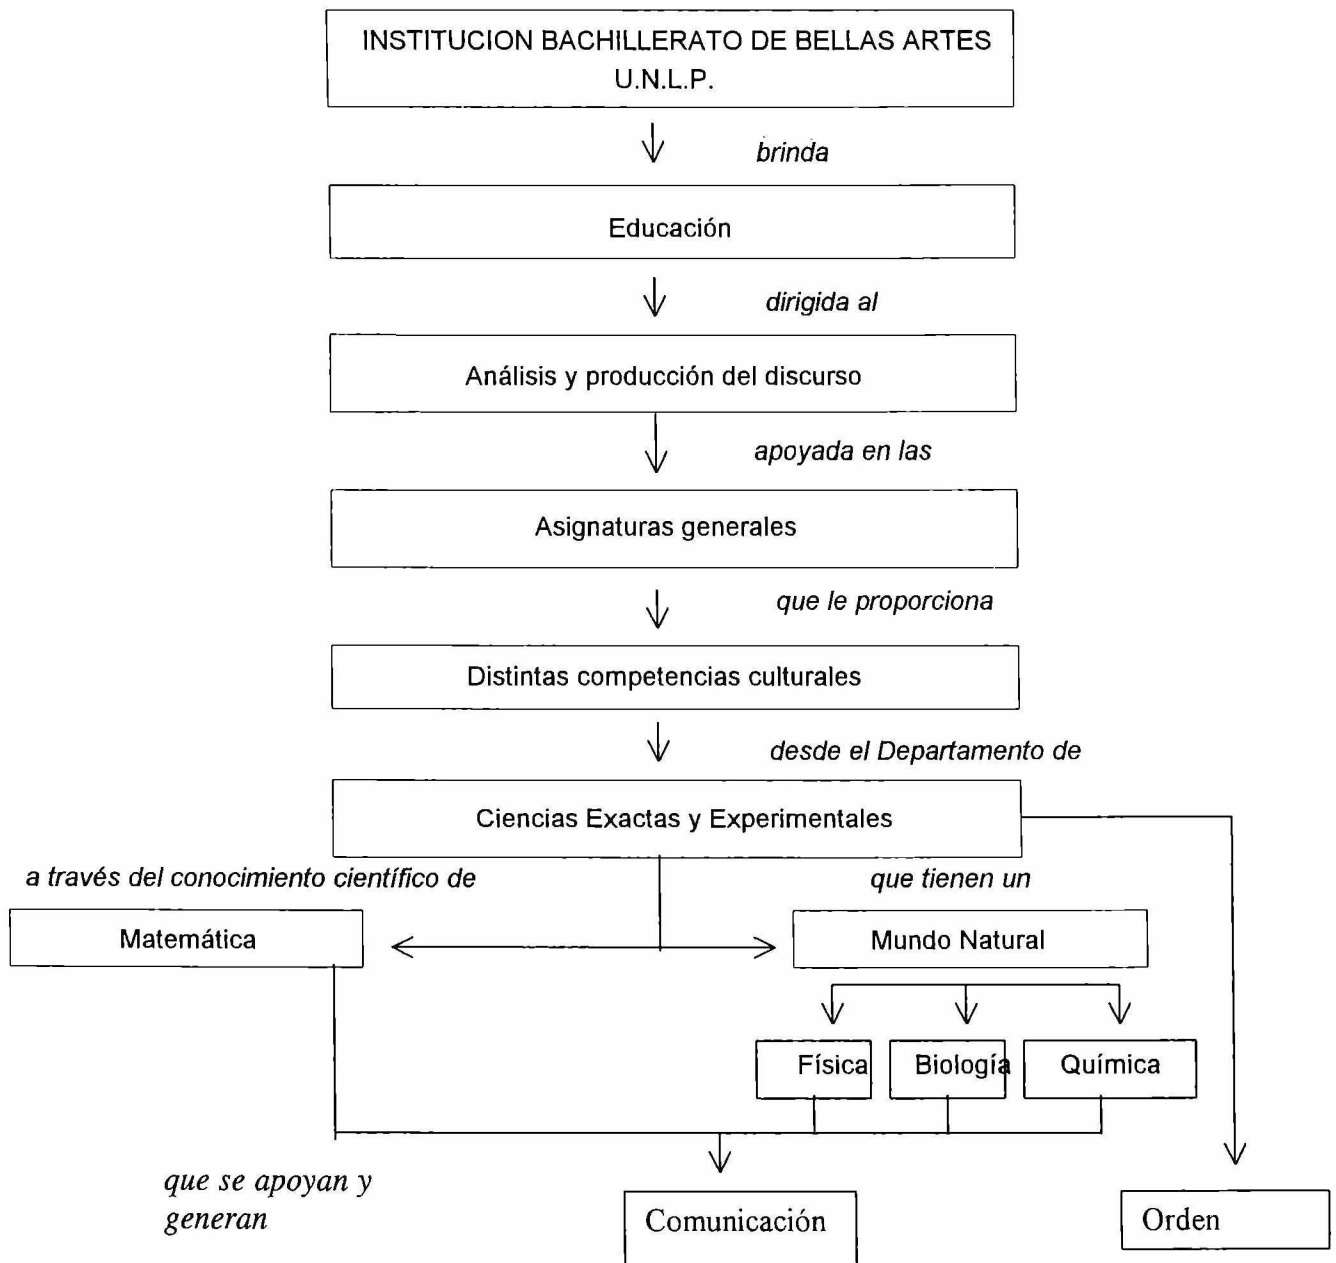 INSTITUCION BACHILLERATO DE BELLAS ARTES
U.N.L.P.
brinda
Educación
dirigida al
Análisis y producción del discurso
apoyada en las
Asignaturas generales
que le proporciona
Distintas competencias culturales
desde el Departamento de
Ciencias Exactas y Experimentales
a través del conocimiento científico de
que tienen un
Matemática
Mundo Natural
Física
Biología
Química
que se apoyan y
generan
Comunicación
Orden